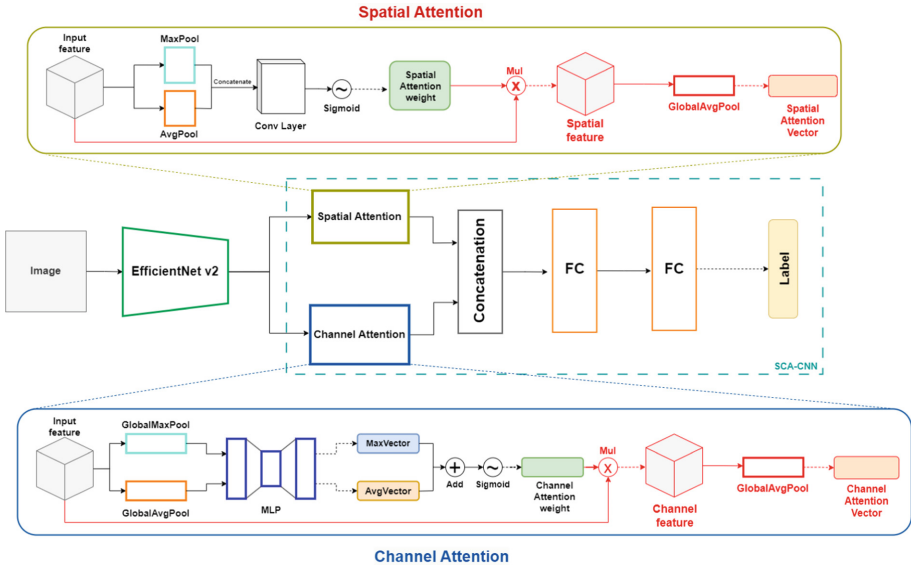 Spatial Attention
Input
feature
MaxPool
AvgPool
Concatenate
Conv Layer
Sigmoid
Spatial
Attention
weight
Mul
X
Spatial
feature
GlobalAvgPool
Spatial
Attention
Vector
Image
EfficientNet v2
Spatial Attention
Channel Attention
Concatenation
FC
FC
Label
SCA-CNN
Input
feature
GlobalMaxPool
GlobalAvgPool
MLP
MaxVector
AvgVector
+
Add
~
Sigmoid
Channel
Attention
weight
Mul
X
Channel
feature
GlobalAvgPool
Channel
Attention
Vector
Channel Attention